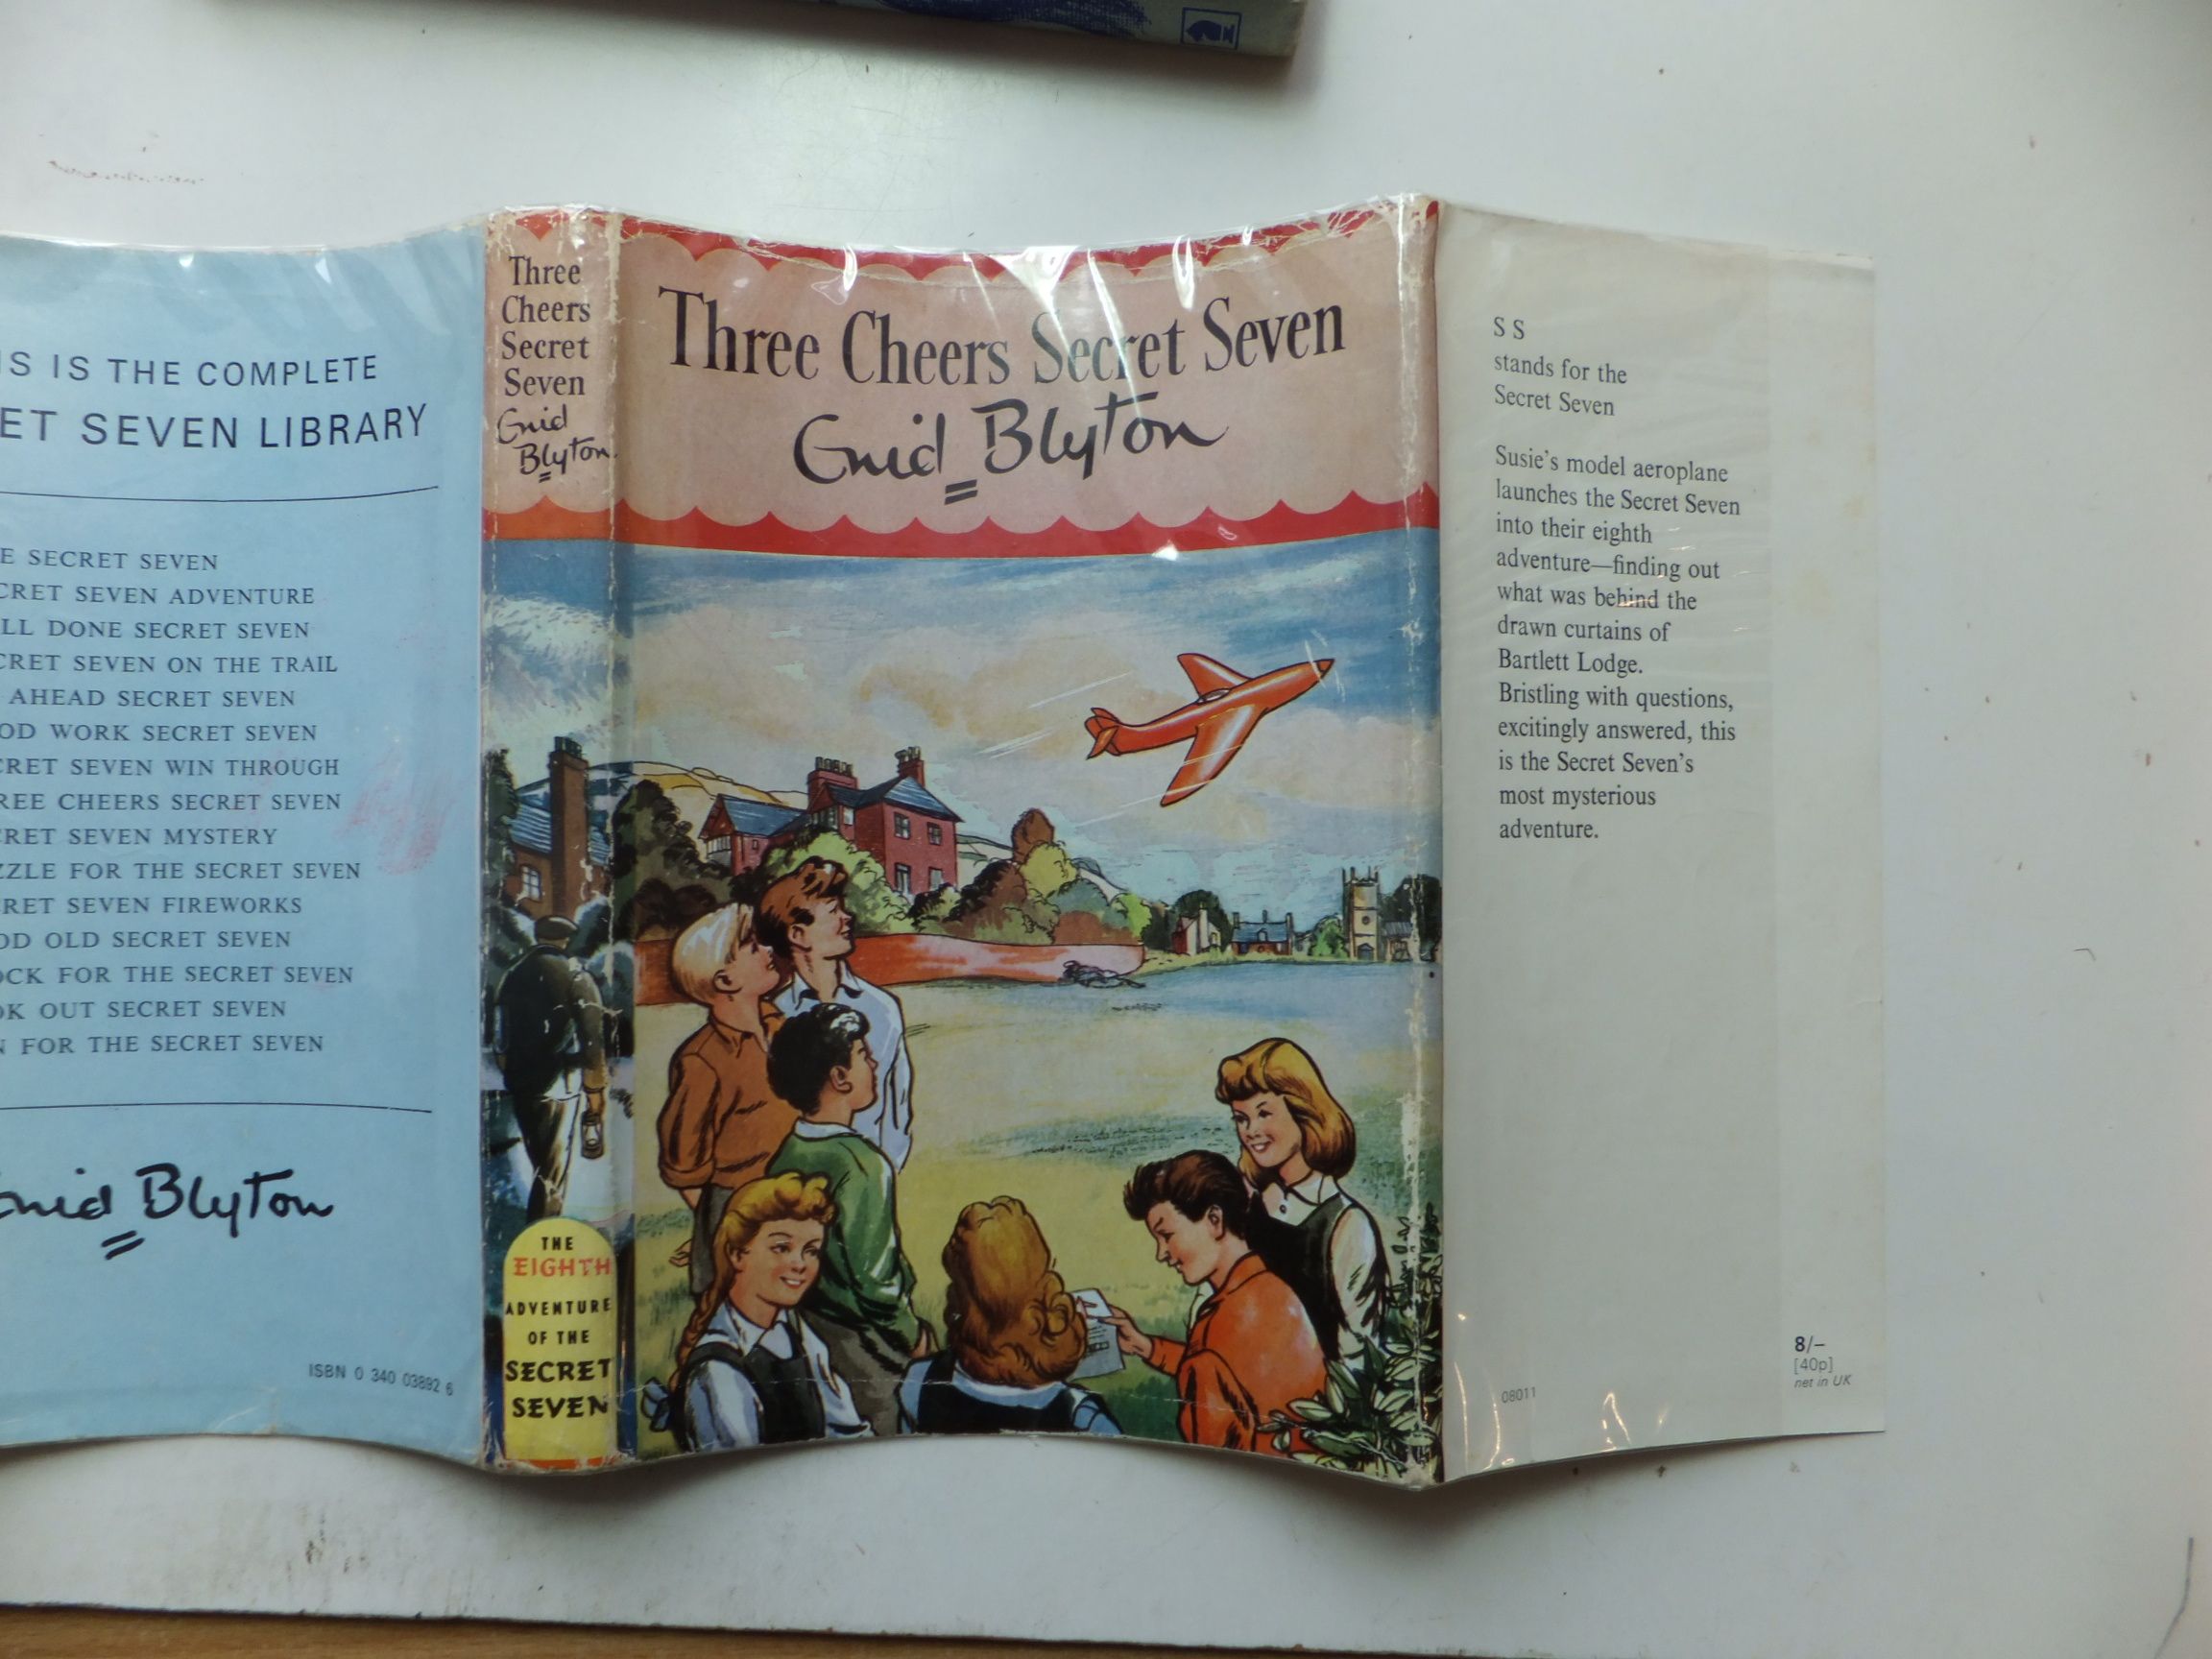 IS IS THE COMPLETE
ET SEVEN LIBRARY
E SECRET SEVEN
CRET SEVEN ADVENTURE
LL DONE SECRET SEVEN
CRET SEVEN ON THE TRAIL
AHEAD SECRET SEVEN
OD WORK SECRET SEVEN
CRET SEVEN WIN THROUGH
REE CHEERS SECRET SEVEN
CRET SEVEN MYSTERY
ZZLE FOR THE SECRET SEVEN
RET SEVEN FIREWORKS
OD OLD SECRET SEVEN
OCK FOR THE SECRET SEVEN
OK OUT SECRET SEVEN
N FOR THE SECRET SEVEN
Enid Blyton
ISBN 0 340 03892 6
Three
Cheers
Secret
Seven
Enid
Blyton
THE
EIGHTH
ADVENTURE
OF THE
SECRET
SEVEN
Three Cheers Secret Seven
Enid Blyton
S S
stands for the
Secret Seven
Susie's model aeroplane
launches the Secret Seven
into their eighth
adventure—finding out
what was behind the
drawn curtains of
Bartlett Lodge.
Bristling with questions,
excitingly answered, this
is the Secret Seven's
most mysterious
adventure.
08011
8/–
[40p]
net in UK